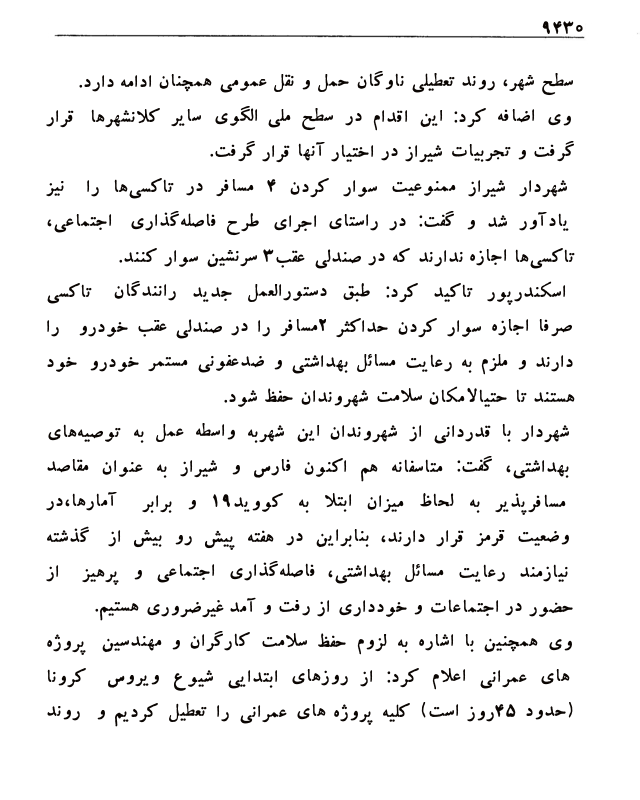 ۹۴۳۰
سطح شهر، روند تعطیلی ناوگان حمل و نقل عمومی همچنان ادامه دارد.
وی اضافه کرد: این اقدام در سطح ملی الگوی سایر کلانشهرها قرار
گرفت و تجربیات شیراز در اختیار آنها قرار گرفت.
شهردار شیراز ممنوعیت سوار کردن ۴ مسافر در تاکسی‌ها را نیز
یادآور شد و گفت: در راستای اجرای طرح فاصله‌گذاری اجتماعی،
تاکسی‌ها اجازه ندارند که در صندلی عقب۳ سرنشین سوار کنند.
اسکندرپور تاکید کرد: طبق دستورالعمل جدید رانندگان تاکسی
صرفا اجازه سوار کردن حداکثر ۲مسافر را در صندلی عقب خودرو را
دارند و ملزم به رعایت مسائل بهداشتی و ضدعفونی مستمر خودرو خود
هستند تا حتیالامکان سلامت شهروندان حفظ شود.
شهردار با قدردانی از شهروندان این شهربه واسطه عمل به توصیه‌های
بهداشتی، گفت: متاسفانه هم اکنون فارس و شیراز به عنوان مقاصد
مسافرپذیر به لحاظ میزان ابتلا به کووید۱۹ و برابر آمارها،در
وضعیت قرمز قرار دارند، بنابراین در هفته پیش رو بیش از گذشته
نیازمند رعایت مسائل بهداشتی، فاصله‌گذاری اجتماعی و پرهیز از
حضور در اجتماعات و خودداری از رفت و آمد غیرضروری هستیم.
وی همچنین با اشاره به لزوم حفظ سلامت کارگران و مهندسین پروژه
های عمرانی اعلام کرد: از روزهای ابتدایی شیوع ویروس کرونا
(حدود ۴۵روز است) کلیه پروژه های عمرانی را تعطیل کردیم و روند